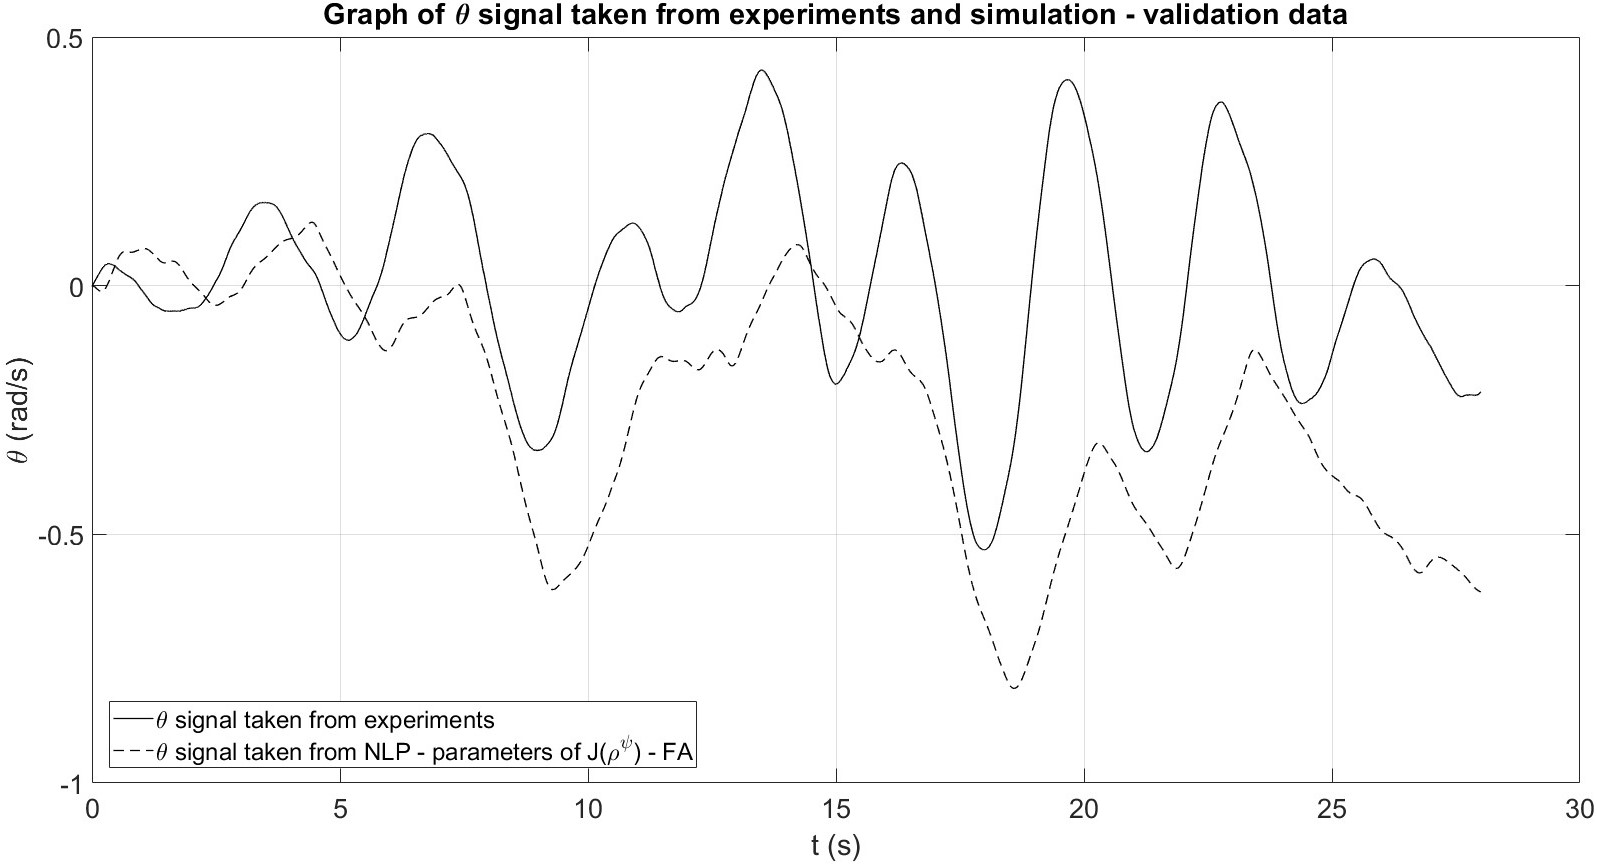 Graph of θ signal taken from experiments and simulation - validation data
0.5
0
-0.5
-1
θ (rad/s)
θ signal taken from experiments
θ signal taken from NLP - parameters of J(ρ^ψ) - FA
0 5 10 15 20 25 30
t (s)